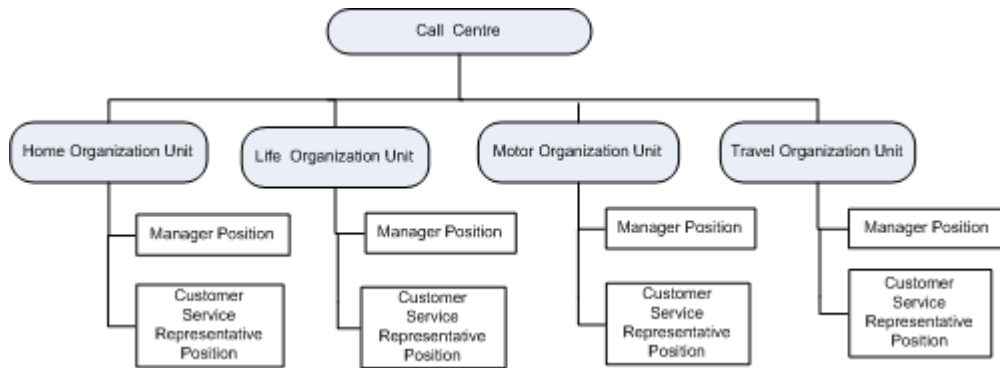 Call Centre
Home Organization Unit
Life Organization Unit
Motor Organization Unit
Travel Organization Unit
Manager Position
Manager Position
Manager Position
Manager Position
Customer
Service
Representative
Position
Customer
Service
Representative
Position
Customer
Service
Representative
Position
Customer
Service
Representative
Position